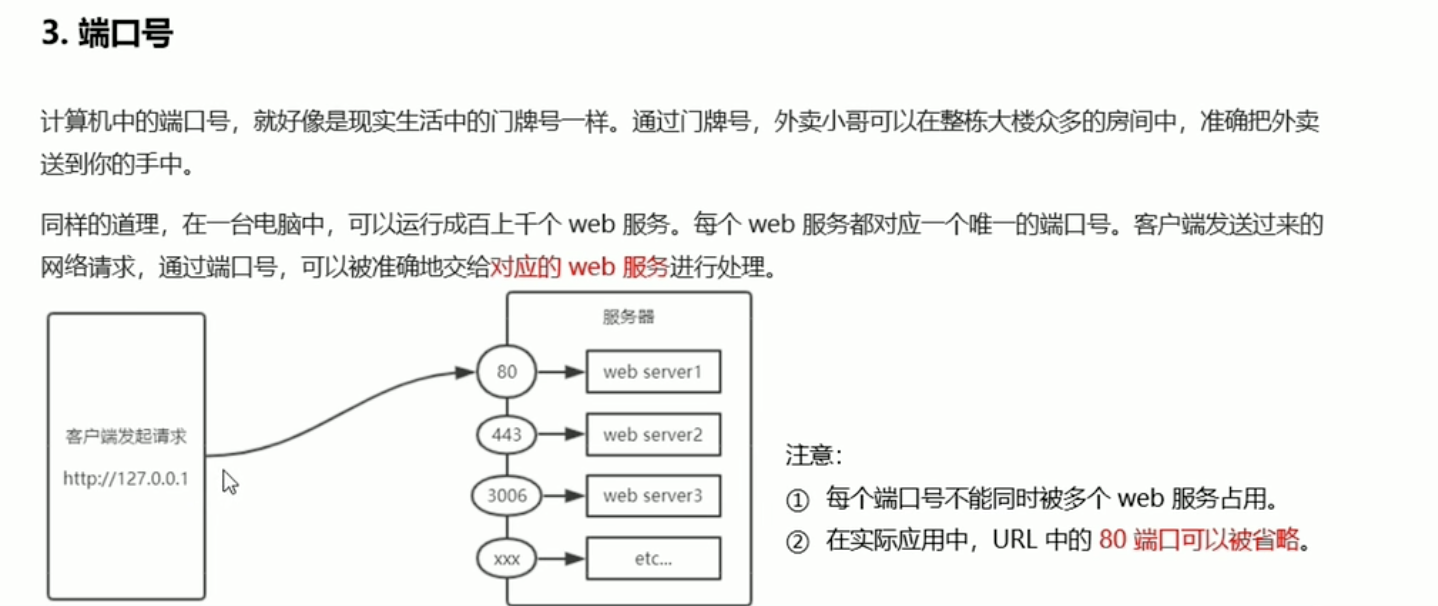 3. 端口号
计算机中的端口号，就好像是现实生活中的门牌号一样。通过门牌号，外卖小哥可以在整栋大楼众多的房间中，准确把外卖
送到你的手中。
同样的道理，在一台电脑中，可以运行成百上千个 web 服务。每个 web 服务都对应一个唯一的端口号。客户端发送过来的
网络请求，通过端口号，可以被准确地交给对应的 web 服务进行处理。
客户端发起请求
http://127.0.0.1
服务器
80
web server1
443
web server2
3006
web server3
xxx
etc...
注意：
① 每个端口号不能同时被多个 web 服务占用。
② 在实际应用中，URL 中的 80 端口可以被省略。